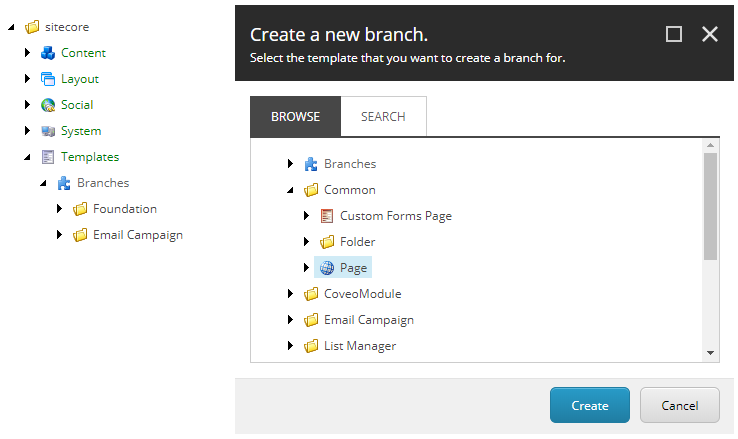 sitecore
Content
Layout
Social
System
Templates
Branches
Foundation
Email Campaign
Create a new branch.
Select the template that you want to create a branch for.
BROWSE
SEARCH
Branches
Common
Custom Forms Page
Folder
Page
CoveoModule
Email Campaign
List Manager
Create
Cancel